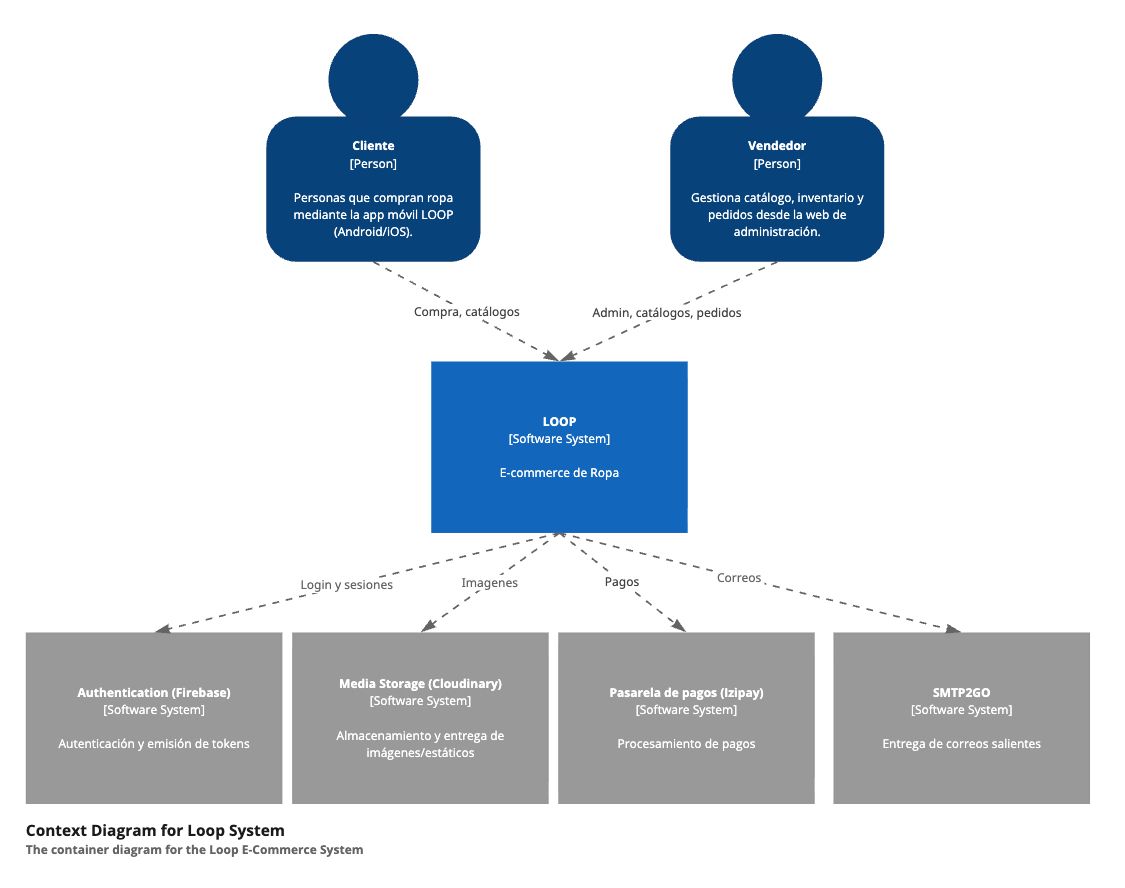 Cliente
[Person]
Personas que compran ropa
mediante la app móvil LOOP
(Android/iOS).
Vendedor
[Person]
Gestiona catálogo, inventario y
pedidos desde la web de
administración.
Compra, catálogos
Admin, catálogos, pedidos
LOOP
[Software System]
E-commerce de Ropa
Login y sesiones
Imagenes
Pagos
Correos
Authentication (Firebase)
[Software System]
Autenticación y emisión de tokens
Media Storage (Cloudinary)
[Software System]
Almacenamiento y entrega de
imágenes/estáticos
Pasarela de pagos (Izipay)
[Software System]
Procesamiento de pagos
SMTP2GO
[Software System]
Entrega de correos salientes
Context Diagram for Loop System
The container diagram for the Loop E-Commerce System